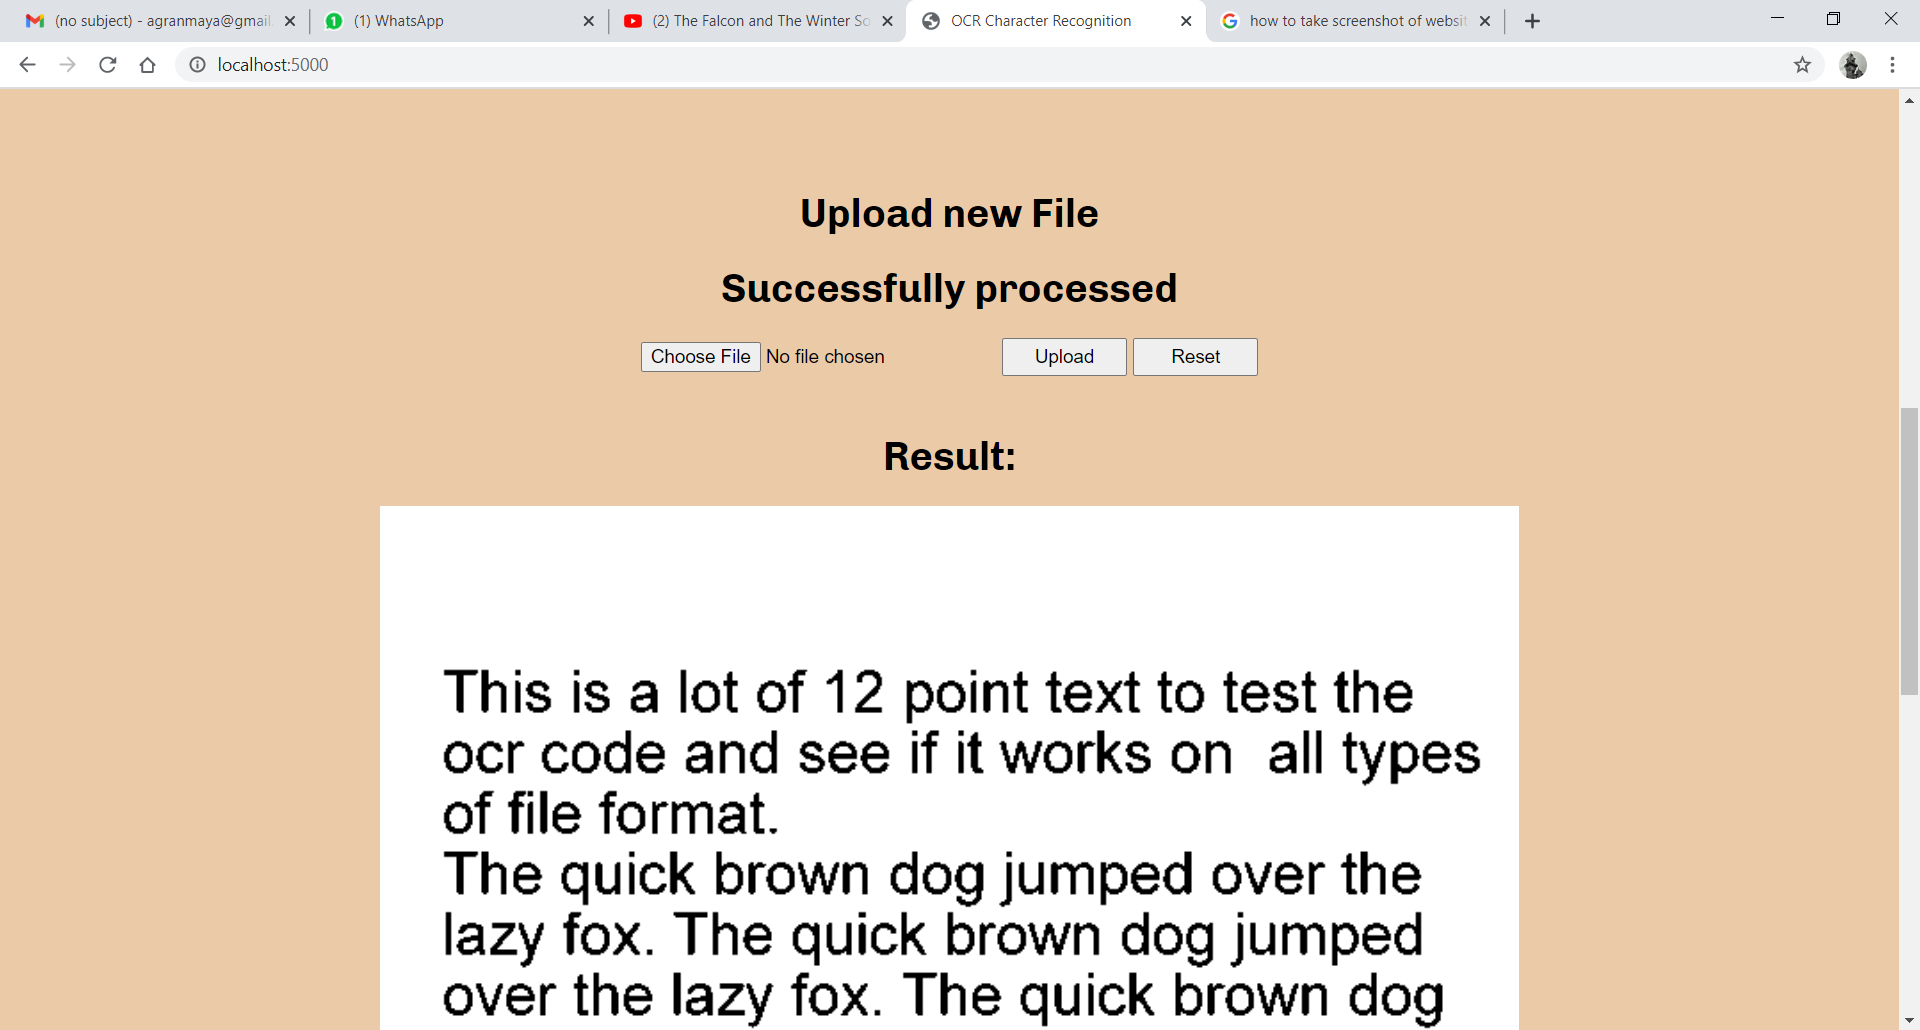 (no subject) - agranmaya@gmail.
(1) WhatsApp
(2) The Falcon and The Winter So
OCR Character Recognition
how to take screenshot of websit
localhost:5000
Upload new File
Successfully processed
Choose File No file chosen Upload Reset
Result:
This is a lot of 12 point text to test the
ocr code and see if it works on  all types
of file format.
The quick brown dog jumped over the
lazy fox. The quick brown dog jumped
over the lazy fox. The quick brown dog